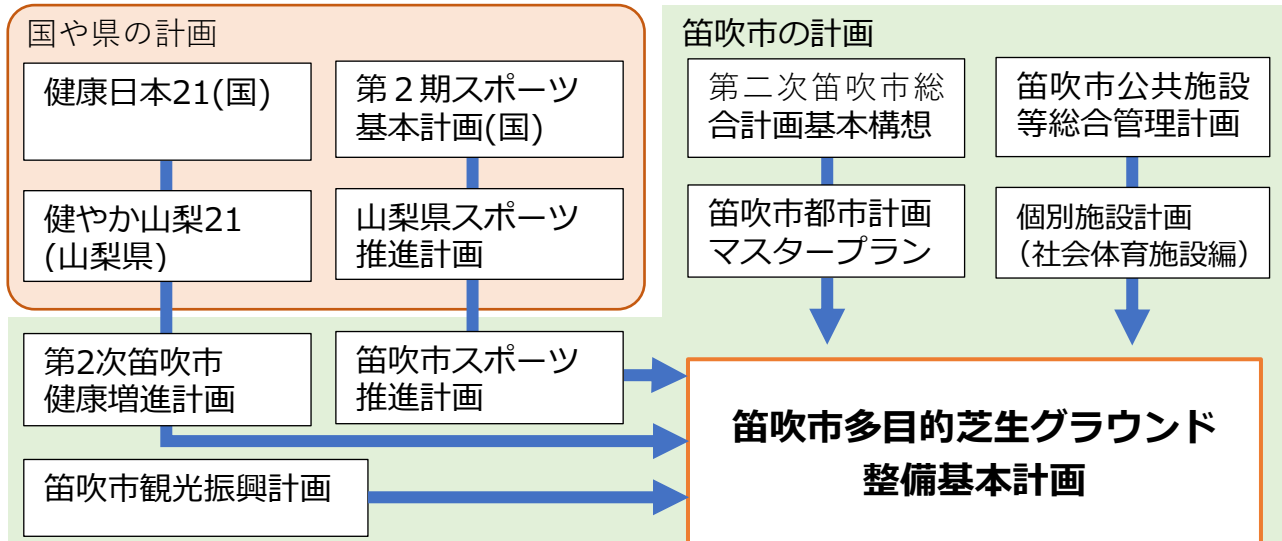 国や県の計画
健康日本21(国)
第２期スポーツ
基本計画(国)
健やか山梨21
(山梨県)
山梨県スポーツ
推進計画
笛吹市の計画
第二次笛吹市総
合計画基本構想
笛吹市公共施設
等総合管理計画
笛吹市都市計画
マスタープラン
個別施設計画
（社会体育施設編）
第2次笛吹市
健康増進計画
笛吹市スポーツ
推進計画
笛吹市観光振興計画
笛吹市多目的芝生グラウンド
整備基本計画